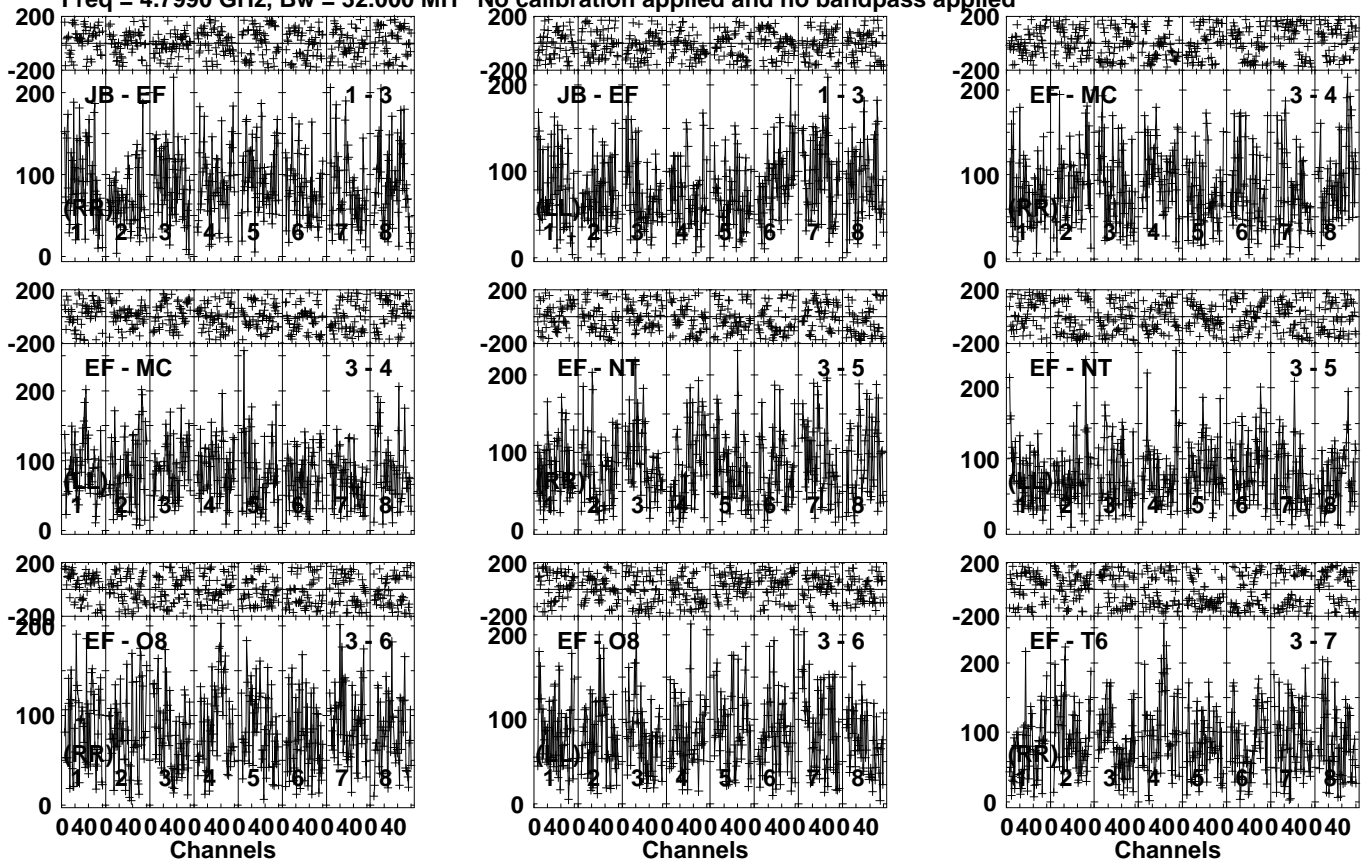 Freq = 4.7990 GHz, Bw = 32.000 MH No calibration applied and no bandpass applied
200 200 200
-200 -200 -200
200 JB - EF 1 - 3 200 JB - EF 1 - 3 200 EF - MC 3 - 4
100 100 100
(RR) (LL) (RR)
1 2 3 4 5 6 7 8 1 2 3 4 5 6 7 8 1 2 3 4 5 6 7 8
0 0 0
200 200 200
-200 -200 -200
EF - MC 3 - 4 EF - NT 3 - 5 EF - NT 3 - 5
200 200 200
100 100 100
(LL) (RR) (LL)
1 2 3 4 5 6 7 8 1 2 3 4 5 6 7 8 1 2 3 4 5 6 7 8
0 0 0
200 200 200
-200 -200 -200
200 EF - O8 3 - 6 200 EF - O8 3 - 6 EF - T6 3 - 7
200
100 100 100
(RR) (LL) (RR)
1 2 3 4 5 6 7 8 1 2 3 4 5 6 7 8 1 2 3 4 5 6 7 8
0 0 0
0 40 0 40 0 40 0 40 0 40 0 40 0 40 0 40 0 40 0 40 0 40 0 40 0 40 0 40 0 40 0 40 0 40 0 40 0 40 0 40 0 40 0 40 0 40 0 40
Channels Channels Channels